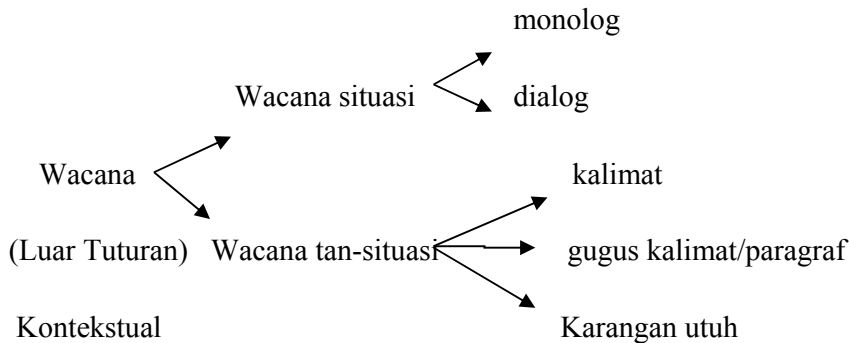 monolog
Wacana situasi dialog
Wacana kalimat
(Luar Tuturan) Wacana tan-situasi gugus kalimat/paragraf
Kontekstual Karangan utuh